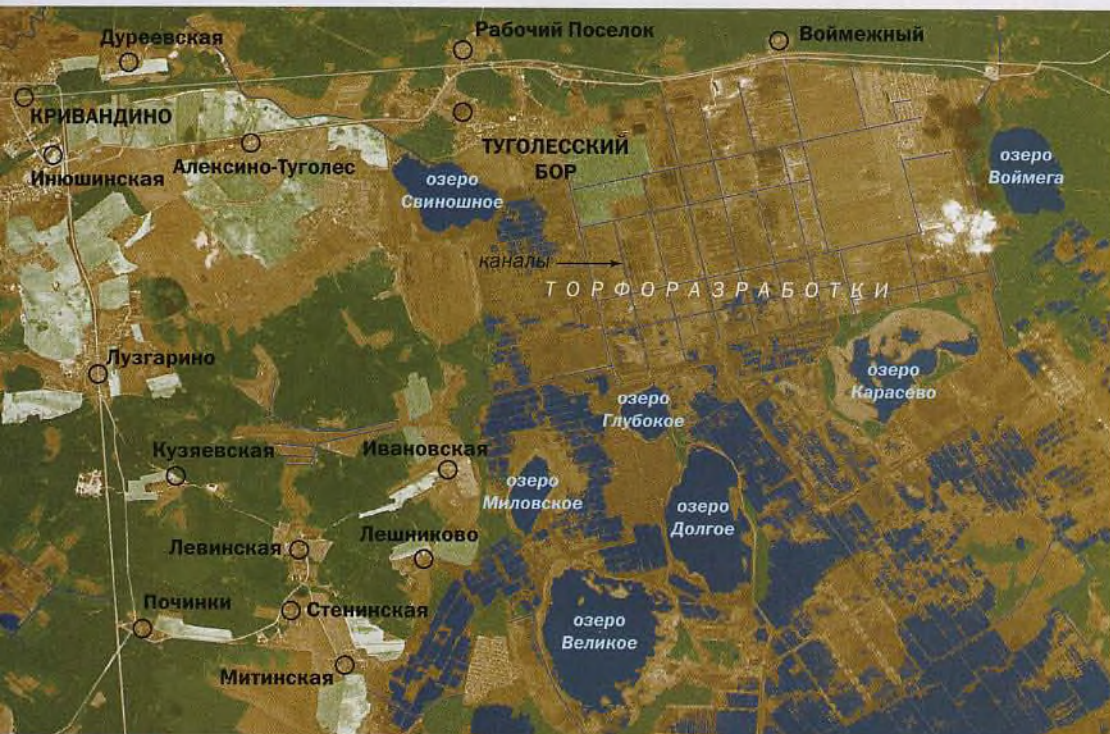 Дуреевская
Рабочий Поселок
Воймежный
КРИВАНДИНО
Инюшинская
Алексино-Туголес
ТУГОЛЕССКИЙ
БОР
озеро
Свиношное
озеро
Воймега
каналы
ТОРФОРАЗРАБОТКИ
Лузгарино
озеро
Карасево
озеро
Глубокое
Кузяевская
Ивановская
озеро
Миловское
озеро
Долгое
Левинская
Лешниково
Починки
Стенинская
озеро
Великое
Митинская